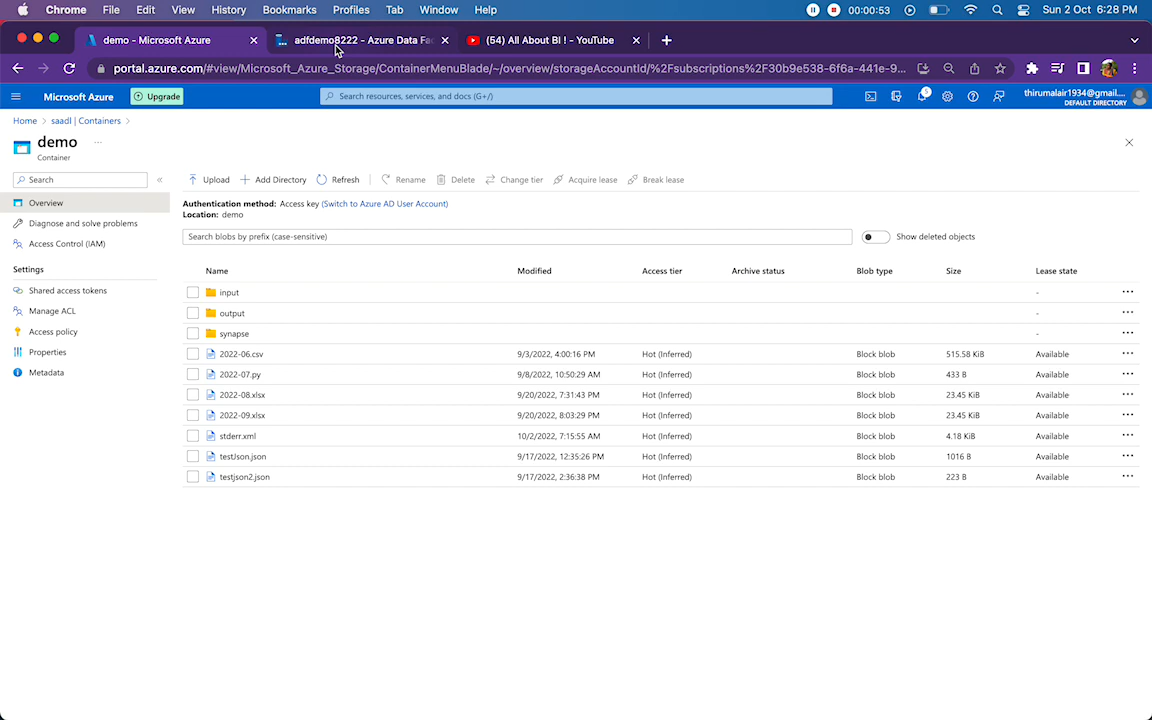 Chrome File Edit View History Bookmarks Profiles Tab Window Help 00:00:53 Sun 2 Oct 6:28 PM
demo - Microsoft Azure adfdemo8222 - Azure Data Fac (54) All About BI ! - YouTube
portal.azure.com/#view/Microsoft_Azure_Storage/ContainerMenuBlade/~/overview/storageAccountId/%2Fsubscriptions%2F30b9e538-6f6a-441e-9...
Microsoft Azure Upgrade Search resources, services, and docs (G+/) 5 thirumalair1934@gmail....
DEFAULT DIRECTORY
Home > saadl | Containers >
demo ...
Container
Search «
Upload Add Directory Refresh Rename Delete Change tier Acquire lease Break lease
Overview
Diagnose and solve problems
Access Control (IAM)
Settings
Shared access tokens
Manage ACL
Access policy
Properties
Metadata
Authentication method: Access key (Switch to Azure AD User Account)
Location: demo
Search blobs by prefix (case-sensitive) Show deleted objects
Name Modified Access tier Archive status Blob type Size Lease state
input - ...
output - ...
synapse - ...
2022-06.csv 9/3/2022, 4:00:16 PM Hot (Inferred) Block blob 515.58 KiB Available ...
2022-07.py 9/8/2022, 10:50:29 AM Hot (Inferred) Block blob 433 B Available ...
2022-08.xlsx 9/20/2022, 7:31:43 PM Hot (Inferred) Block blob 23.45 KiB Available ...
2022-09.xlsx 9/20/2022, 8:03:29 PM Hot (Inferred) Block blob 23.45 KiB Available ...
stderr.xml 10/2/2022, 7:15:55 AM Hot (Inferred) Block blob 4.18 KiB Available ...
testJson.json 9/17/2022, 12:35:26 PM Hot (Inferred) Block blob 1016 B Available ...
testjson2.json 9/17/2022, 2:36:38 PM Hot (Inferred) Block blob 223 B Available ...